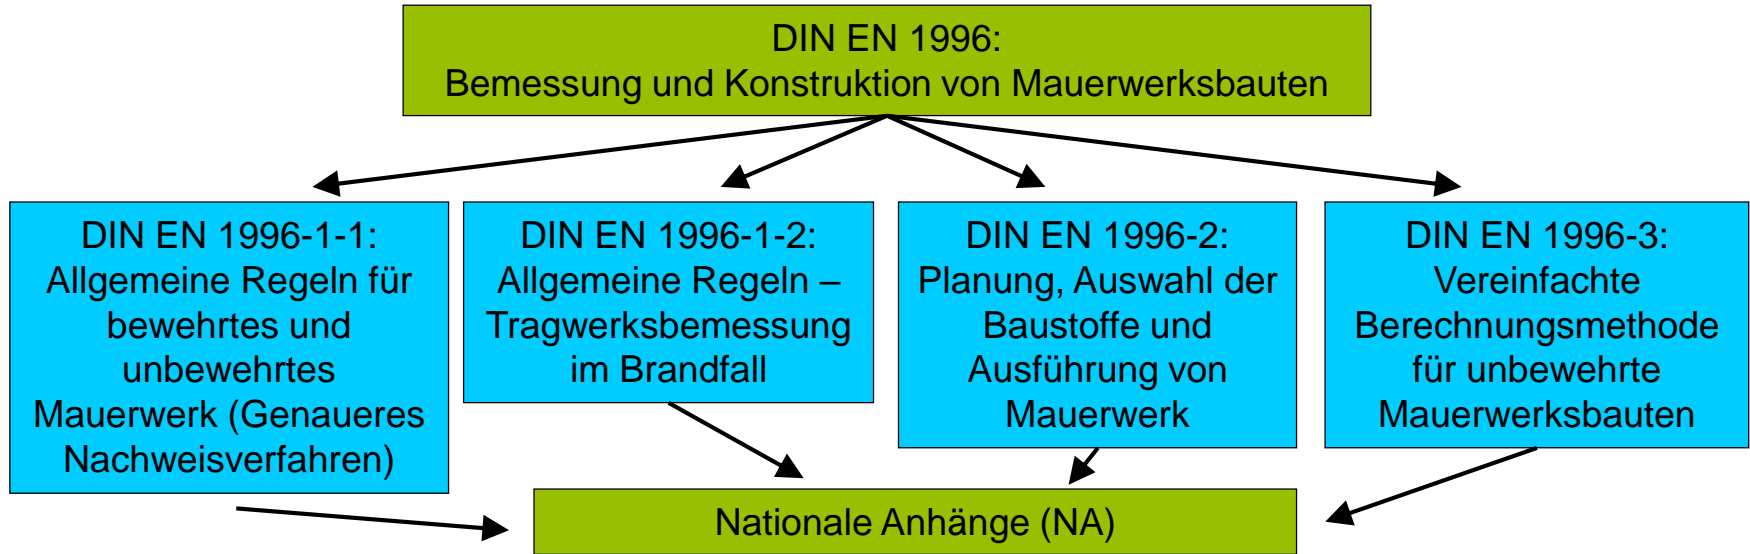 DIN EN 1996:
Bemessung und Konstruktion von Mauerwerksbauten
DIN EN 1996-1-1:
Allgemeine Regeln für
bewehrtes und
unbewehrtes
Mauerwerk (Genaueres
Nachweisverfahren)
DIN EN 1996-1-2:
Allgemeine Regeln –
Tragwerksbemessung
im Brandfall
DIN EN 1996-2:
Planung, Auswahl der
Baustoffe und
Ausführung von
Mauerwerk
DIN EN 1996-3:
Vereinfachte
Berechnungsmethode
für unbewehrte
Mauerwerksbauten
Nationale Anhänge (NA)